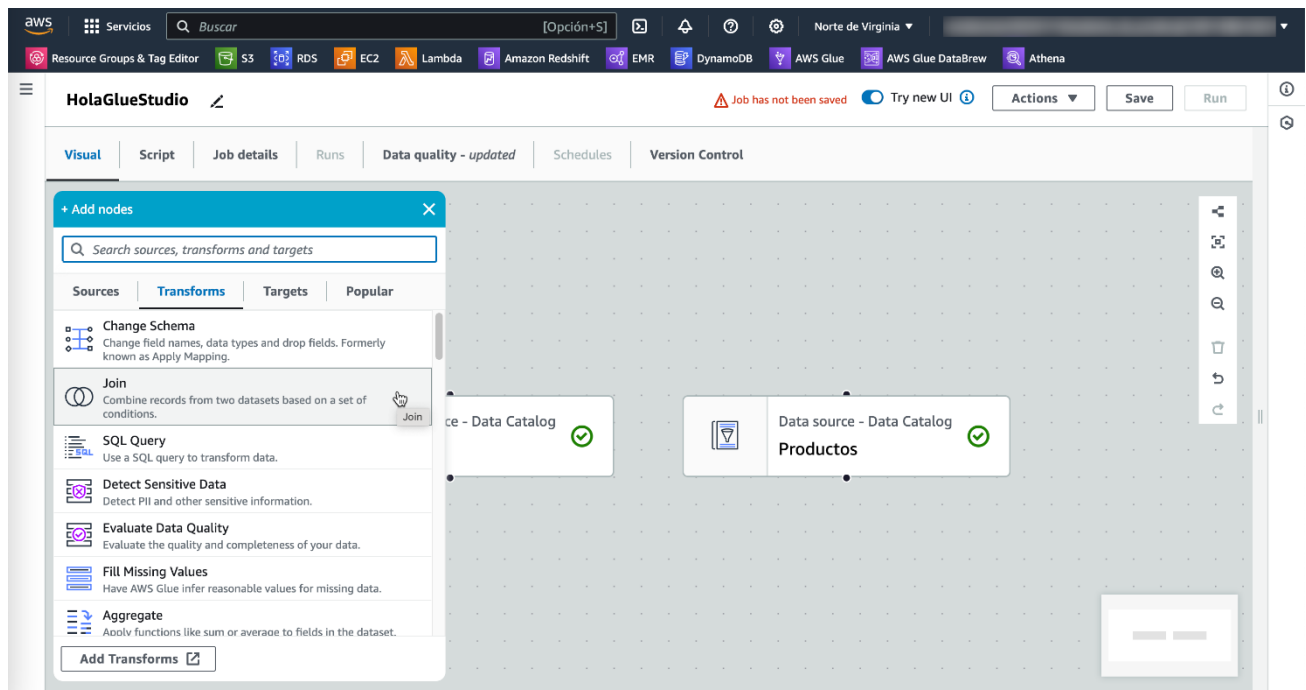 aws Servicios Buscar [Opción+S] Norte de Virginia
Resource Groups & Tag Editor S3 RDS EC2 Lambda Amazon Redshift EMR DynamoDB AWS Glue AWS Glue DataBrew Athena
HolaGlueStudio Job has not been saved Try new UI Actions Save Run
Visual Script Job details Runs Data quality - updated Schedules Version Control
+ Add nodes
Search sources, transforms and targets
Sources Transforms Targets Popular
Change Schema
Change field names, data types and drop fields. Formerly
known as Apply Mapping.
Join
Combine records from two datasets based on a set of
conditions.
Join
SQL Query
Use a SQL query to transform data.
Detect Sensitive Data
Detect PII and other sensitive information.
Evaluate Data Quality
Evaluate the quality and completeness of your data.
Fill Missing Values
Have AWS Glue infer reasonable values for missing data.
Aggregate
Apply functions like sum or average to fields in the dataset.
Add Transforms
ce - Data Catalog
Data source - Data Catalog
Productos